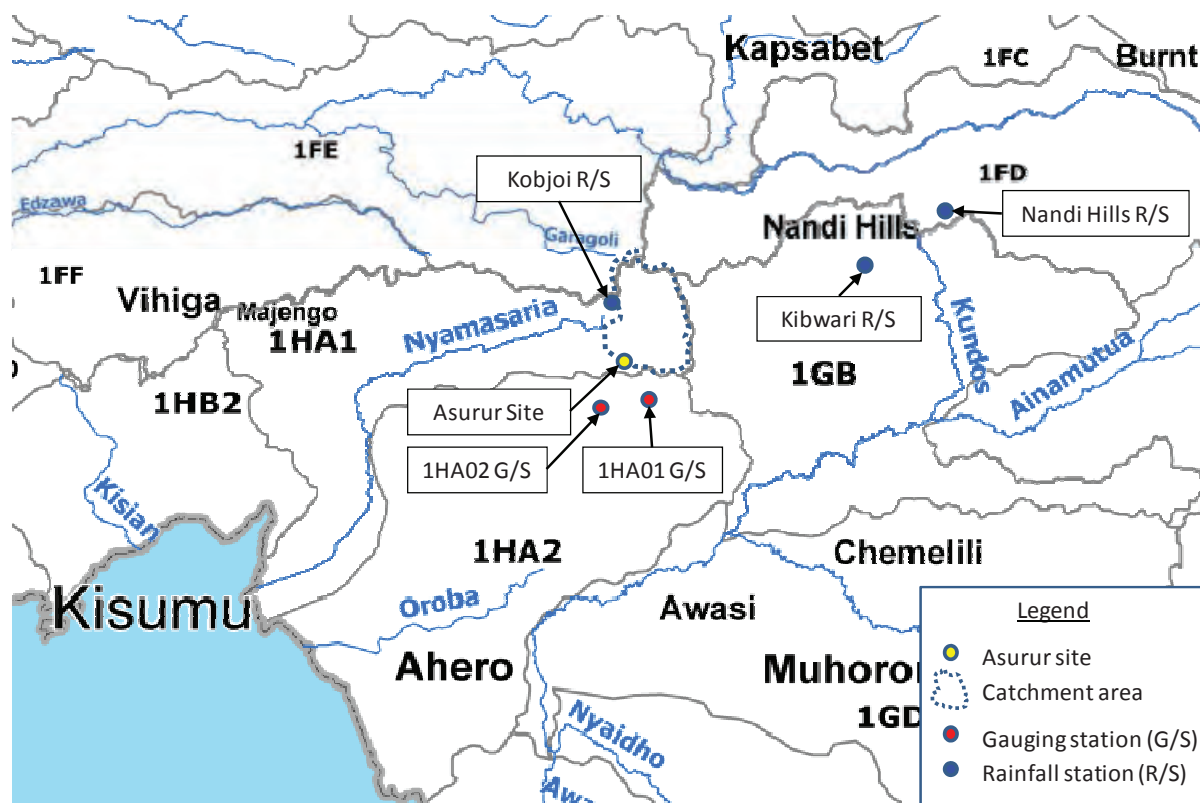 Kapsabet
1FC
Burnt
1FE
Kobjoi R/S
1FD
Edzawa
Nandi Hills
Nandi Hills R/S
Garagoli
1FF
Vihiga
Majengo
1HA1
Nyamasaria
Kibwari R/S
Kundos
1GB
Ainamutua
1HB2
Asurur Site
1HA02 G/S
1HA01 G/S
Kisian
1HA2
Chemelili
Kisumu
Oroba
Awasi
Ahero
Muhoron
1GD
Nyaidho
Awa
Legend
Asurur site
Catchment area
Gauging station (G/S)
Rainfall station (R/S)